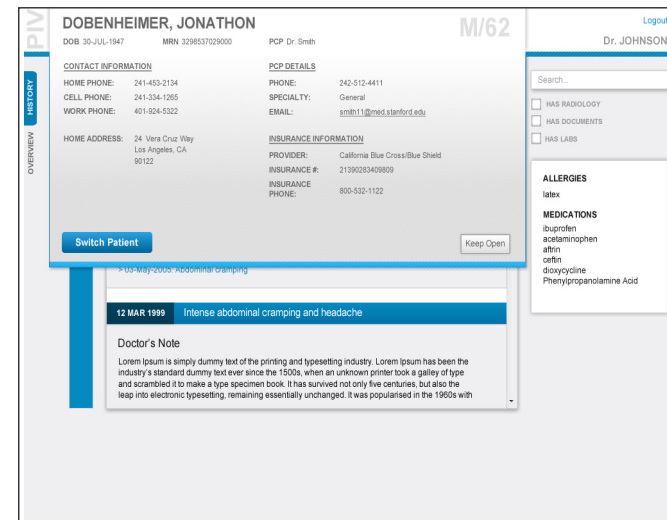 PIV
HISTORY
OVERVIEW
DOBENHEIMER, JONATHON
M/62
DOB 30-JUL-1947 MRN 3298537029000 PCP Dr. Smith
CONTACT INFORMATION
HOME PHONE: 241-453-2134
CELL PHONE: 241-334-1265
WORK PHONE: 401-924-5322
HOME ADDRESS: 24 Vera Cruz Way
Los Angeles, CA
90122
PCP DETAILS
PHONE: 242-512-4411
SPECIALTY: General
EMAIL: smith11@med.stanford.edu
INSURANCE INFORMATION
PROVIDER: California Blue Cross/Blue Shield
INSURANCE #: 21390283409809
INSURANCE
PHONE: 800-532-1122
Switch Patient
Keep Open
Logout
Dr. JOHNSON
Search...
HAS RADIOLOGY
HAS DOCUMENTS
HAS LABS
ALLERGIES
latex
MEDICATIONS
ibuprofen
acetaminophen
aftrin
ceftin
dioxycycline
Phenylpropanolamine Acid
> 03-May-2005: Abdominal cramping
12 MAR 1999 Intense abdominal cramping and headache
Doctor's Note
Lorem Ipsum is simply dummy text of the printing and typesetting industry. Lorem Ipsum has been the
industry's standard dummy text ever since the 1500s, when an unknown printer took a galley of type
and scrambled it to make a type specimen book. It has survived not only five centuries, but also the
leap into electronic typesetting, remaining essentially unchanged. It was popularised in the 1960s with